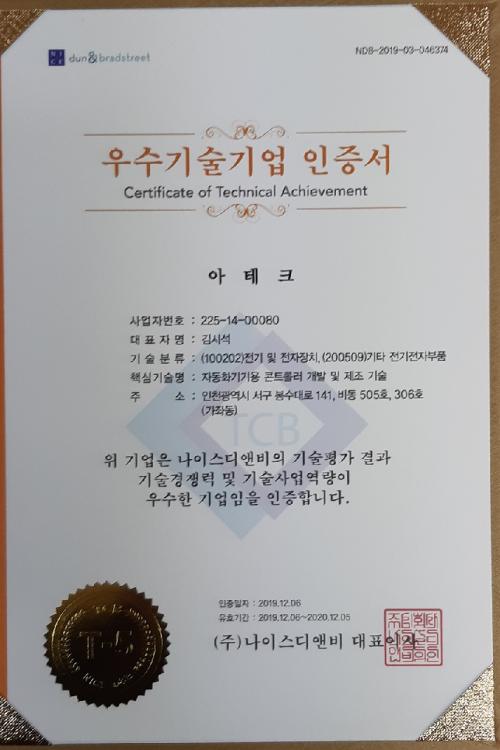 NICE dun & bradstreet
NDB-2019-03-046374
우수기술기업 인증서
Certificate of Technical Achievement
아 테 크
사업자번호 : 225-14-00080
대 표 자 명 : 김시석
기 술 분 류 : (100202)전기 및 전자장치, (200509)기타 전기전자부품
핵심기술명 : 자동화기기용 콘트롤러 개발 및 제조 기술
주 소 : 인천광역시 서구 봉수대로 141, 비동 505호, 306호
(가좌동)
TCB
위 기업은 나이스디앤비의 기술평가 결과
기술경쟁력 및 기술사업역량이
우수한 기업임을 인증합니다.
인증일자 : 2019.12.06
유효기간 : 2019.12.06~2020.12.05
(주)나이스디앤비 대표이사
T-5